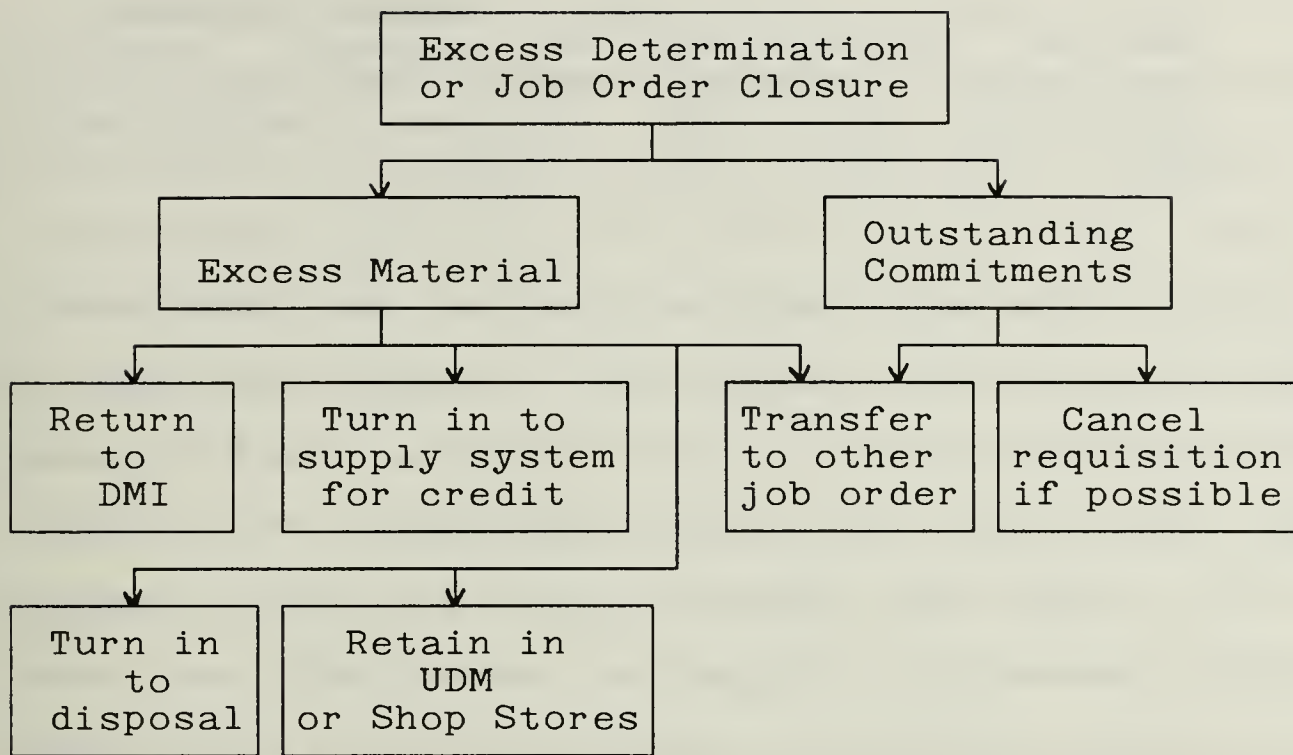 Excess Determination
or Job Order Closure
Excess Material
Outstanding
Commitments
Return
to
DMI
Turn in to
supply system
for credit
Transfer
to other
job order
Cancel
requisition
if possible
Turn in
to
disposal
Retain in
UDM
or Shop Stores